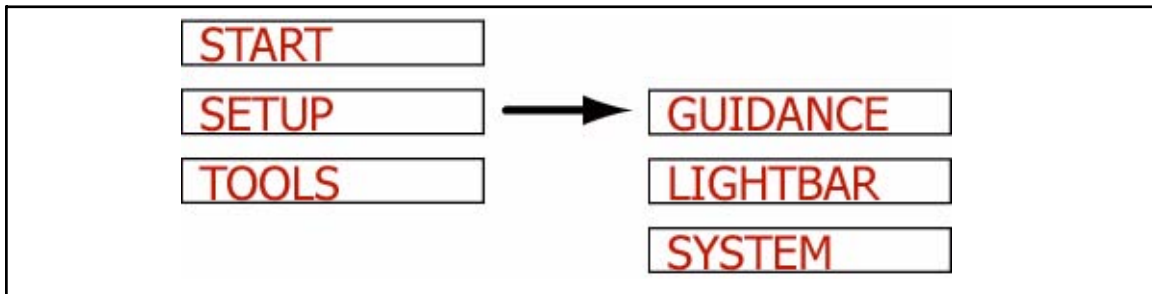 START
SETUP
TOOLS
GUIDANCE
LIGHTBAR
SYSTEM